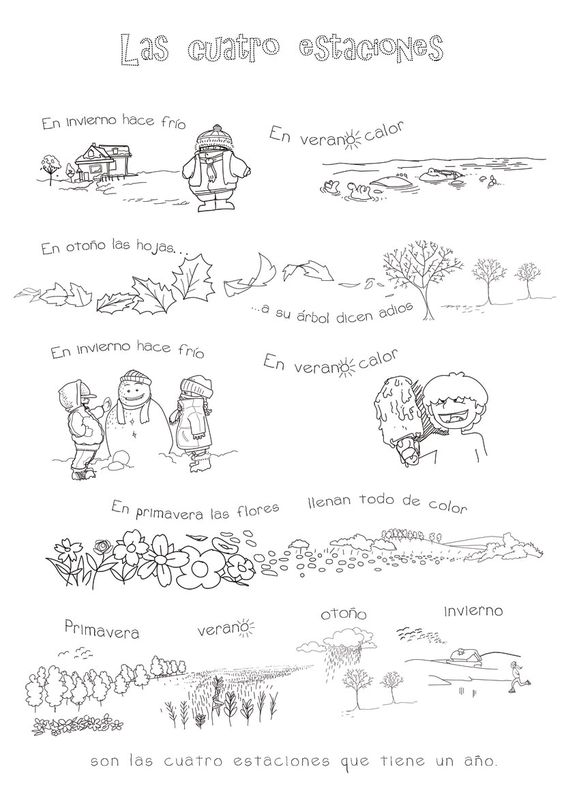 Las cuatro estaciones
En invierno hace frío
En verano calor
En otoño las hojas...
...a su árbol dicen adios
En invierno hace frío
En verano calor
En primavera las flores
llenan todo de color
Primavera
verano
otoño
invierno
son las cuatro estaciones que tiene un año.